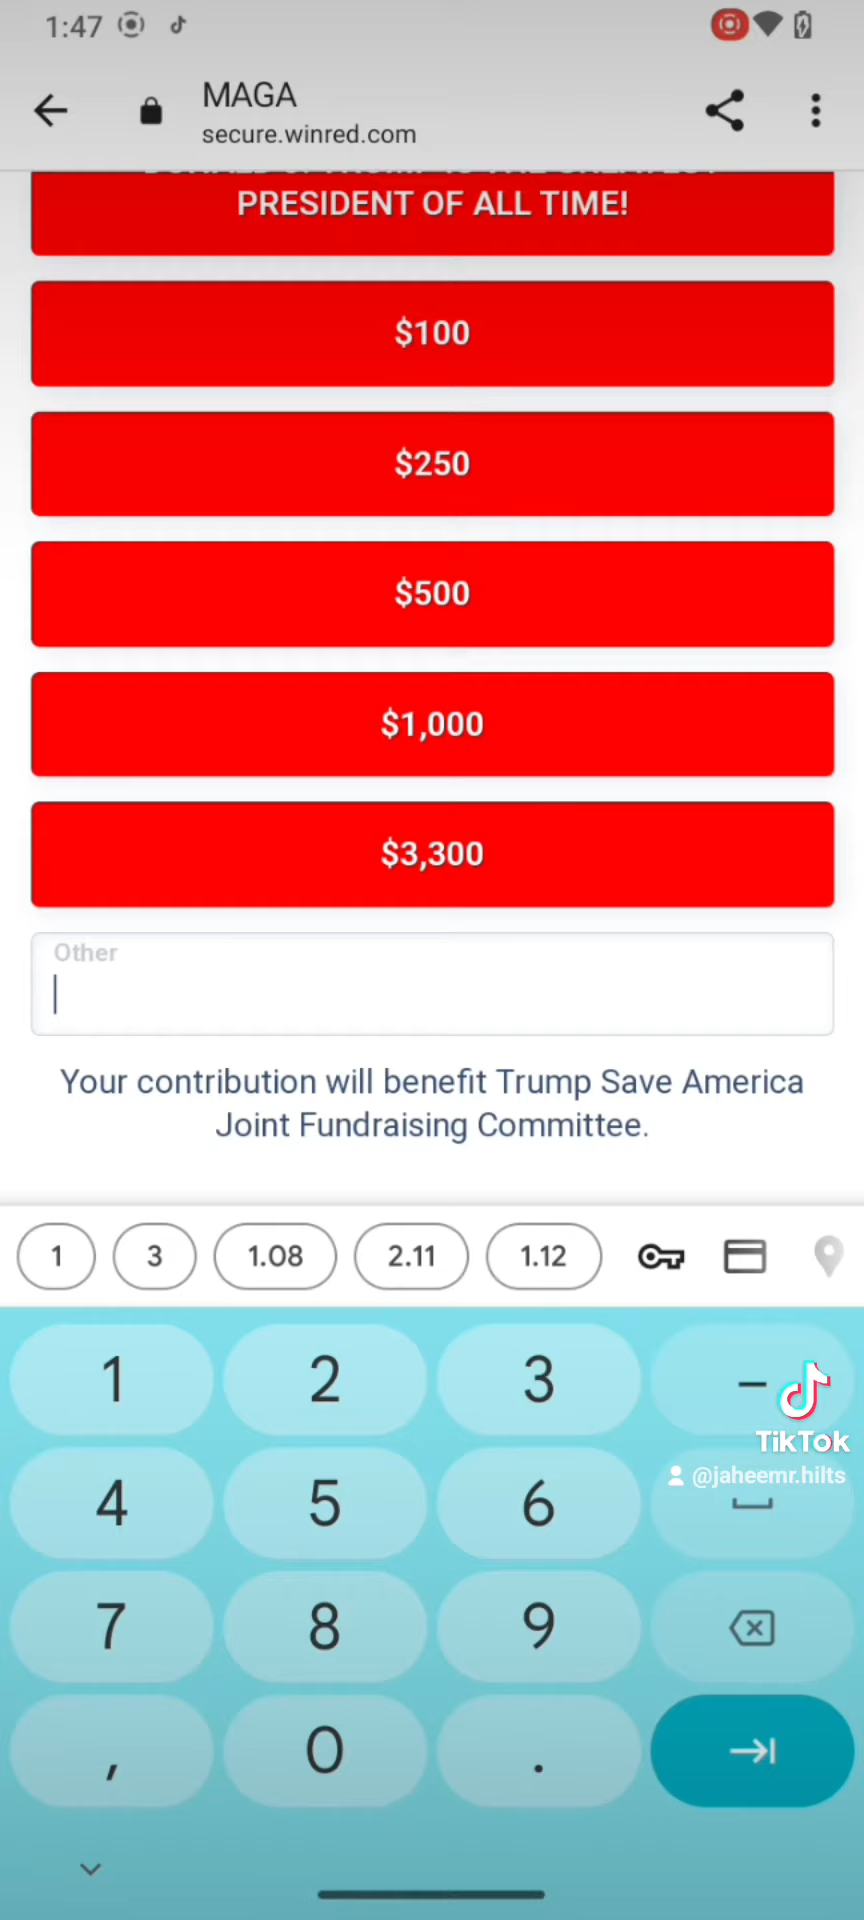 1:47
MAGA
secure.winred.com
PRESIDENT OF ALL TIME!
$100
$250
$500
$1,000
$3,300
Other
Your contribution will benefit Trump Save America
Joint Fundraising Committee.
1 3 1.08 2.11 1.12
1 2 3 -
TikTok
@jaheemr.hilts
4 5 6
7 8 9
, 0 .